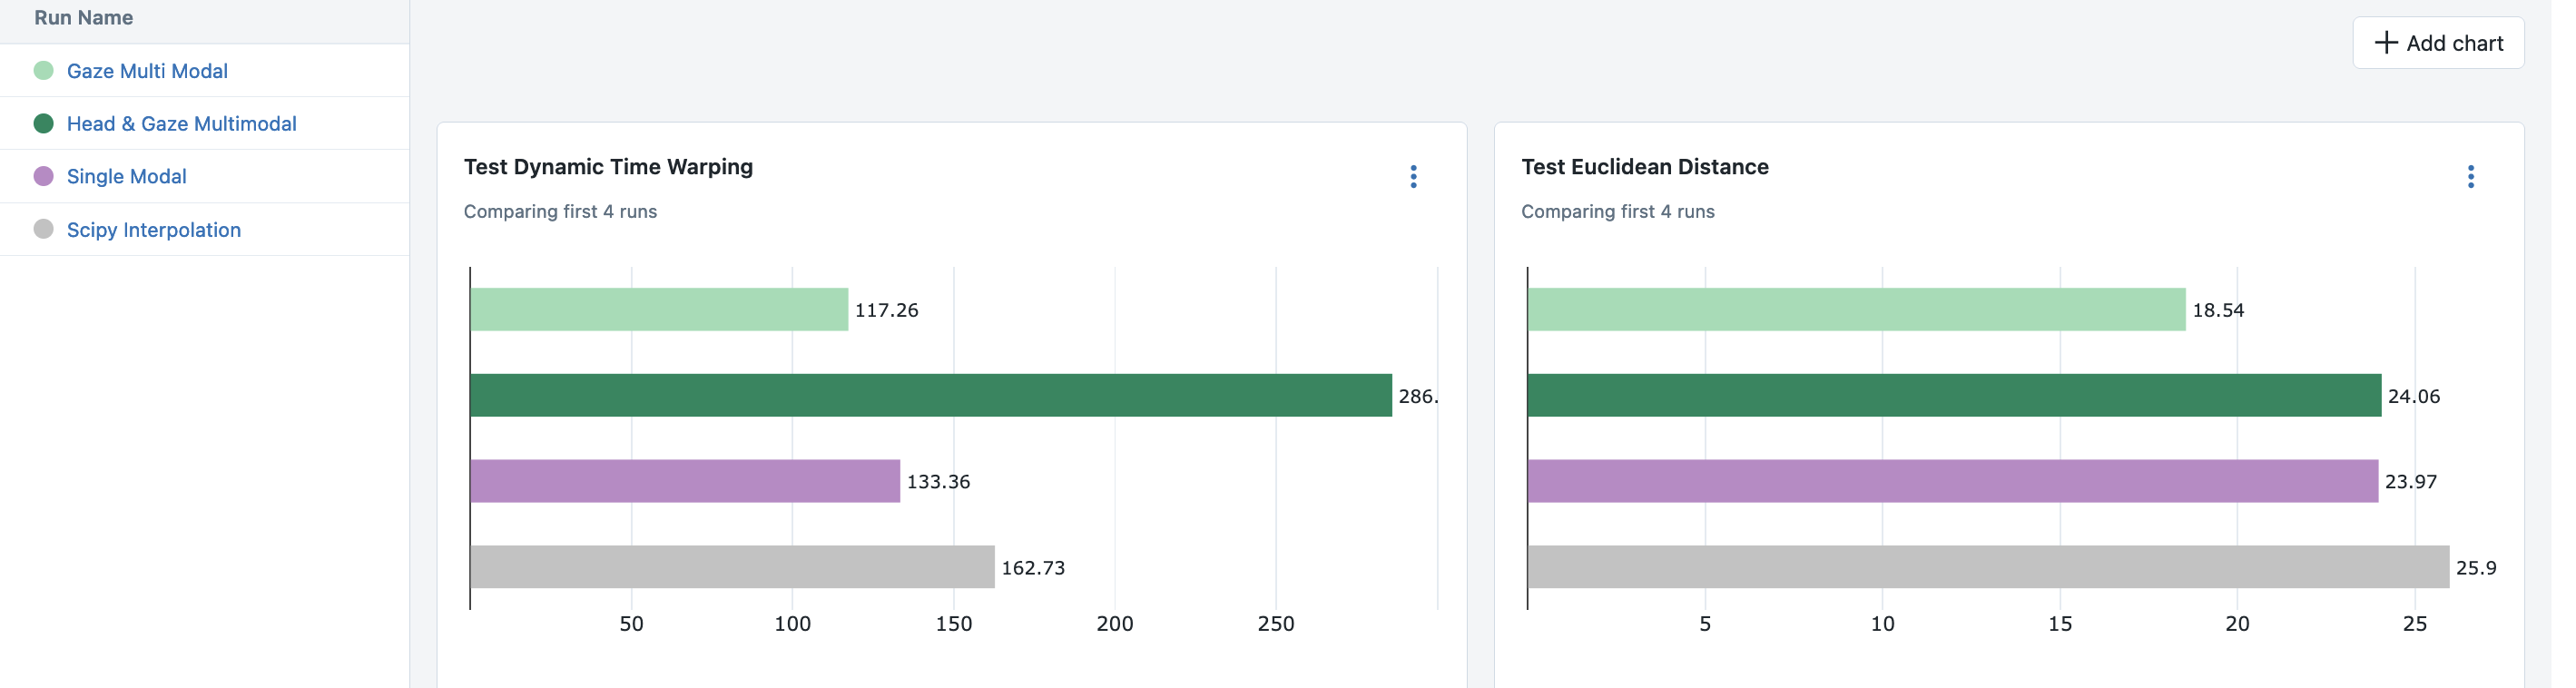 Run Name
Gaze Multi Modal
Head & Gaze Multimodal
Single Modal
Scipy Interpolation
+ Add chart
Test Dynamic Time Warping
Comparing first 4 runs
117.26
286.
133.36
162.73
50 100 150 200 250
Test Euclidean Distance
Comparing first 4 runs
18.54
24.06
23.97
25.9
5 10 15 20 25